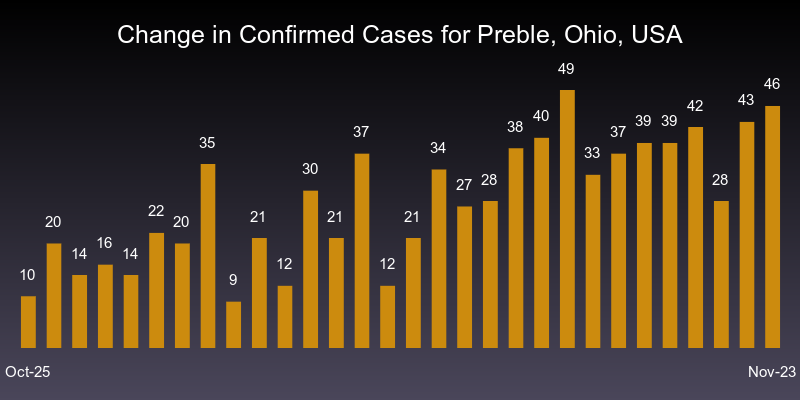 Change in Confirmed Cases for Preble, Ohio, USA
10 20 14 16 14 22 20 35 9 21 12 30 21 37 12 21 34 27 28 38 40 49 33 37 39 39 42 28 43 46
Oct-25 Nov-23